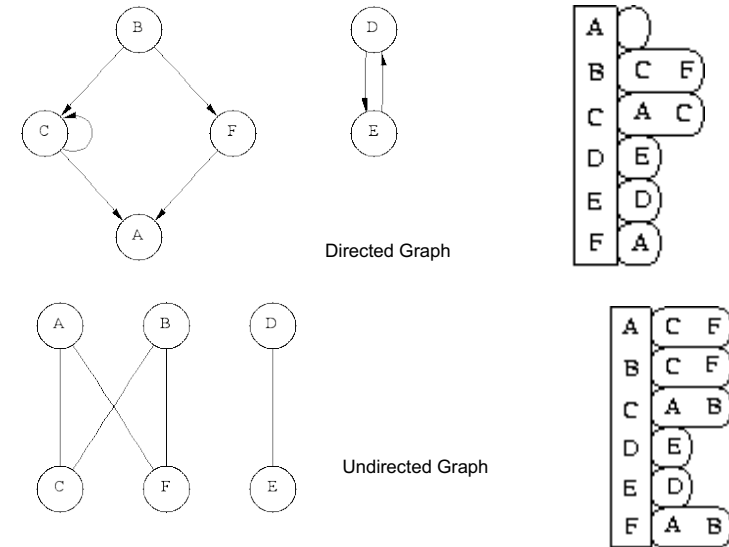 B
D
C
F
E
A
Directed Graph
A
B C F
C A C
D E
E D
F A
A B D
C F E
Undirected Graph
A C F
B C F
C A B
D E
E D
F A B